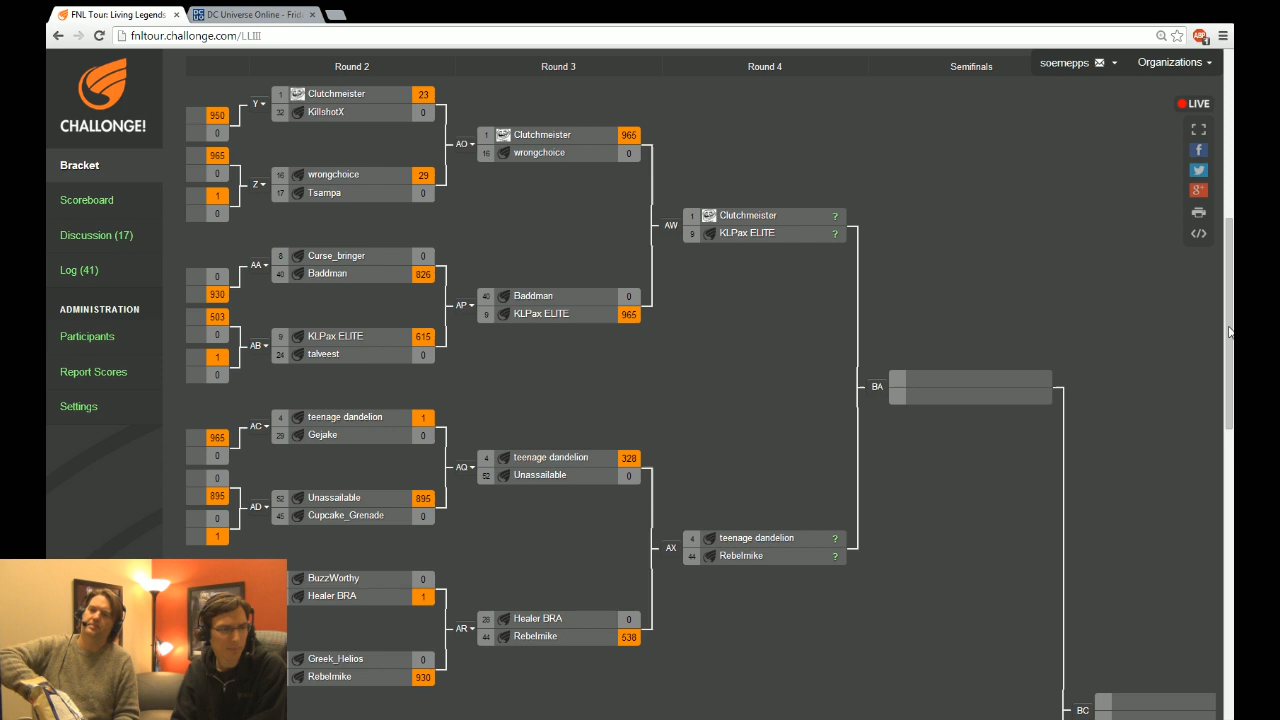 FNL Tour: Living Legends ×
DC Universe Online - Frid ×
fnltour.challonge.com/LLIII
ABP 1
CHALLONGE!
Bracket
Scoreboard
Discussion (17)
Log (41)
ADMINISTRATION
Participants
Report Scores
Settings
soemepps
Organizations
LIVE
Round 2
Round 3
Round 4
Semifinals
950
0
965
0
1
0
0
930
503
0
1
0
965
0
0
895
0
1
Y
1 Clutchmeister 23
32 KillshotX 0
Z
16 wrongchoice 29
17 Tsampa 0
AA
8 Curse_bringer 0
40 Baddman 826
AB
9 KLPax ELITE 615
24 talveest 0
AC
4 teenage dandelion 1
29 Gejake 0
AD
52 Unassailable 895
45 Cupcake_Grenade 0
BuzzWorthy 0
Healer BRA 1
Greek_Helios 0
Rebelmike 930
AO
1 Clutchmeister 965
16 wrongchoice 0
AP
40 Baddman 0
9 KLPax ELITE 965
AQ
4 teenage dandelion 328
52 Unassailable 0
AR
28 Healer BRA 0
44 Rebelmike 538
AW
1 Clutchmeister ?
9 KLPax ELITE ?
AX
4 teenage dandelion ?
44 Rebelmike ?
BA
BC